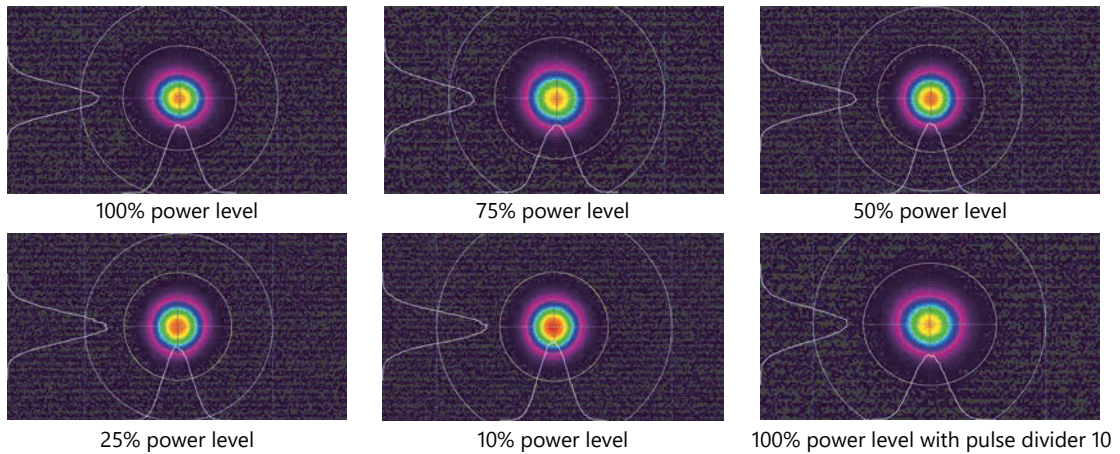 100% power level
75% power level
50% power level
25% power level
10% power level
100% power level with pulse divider 10